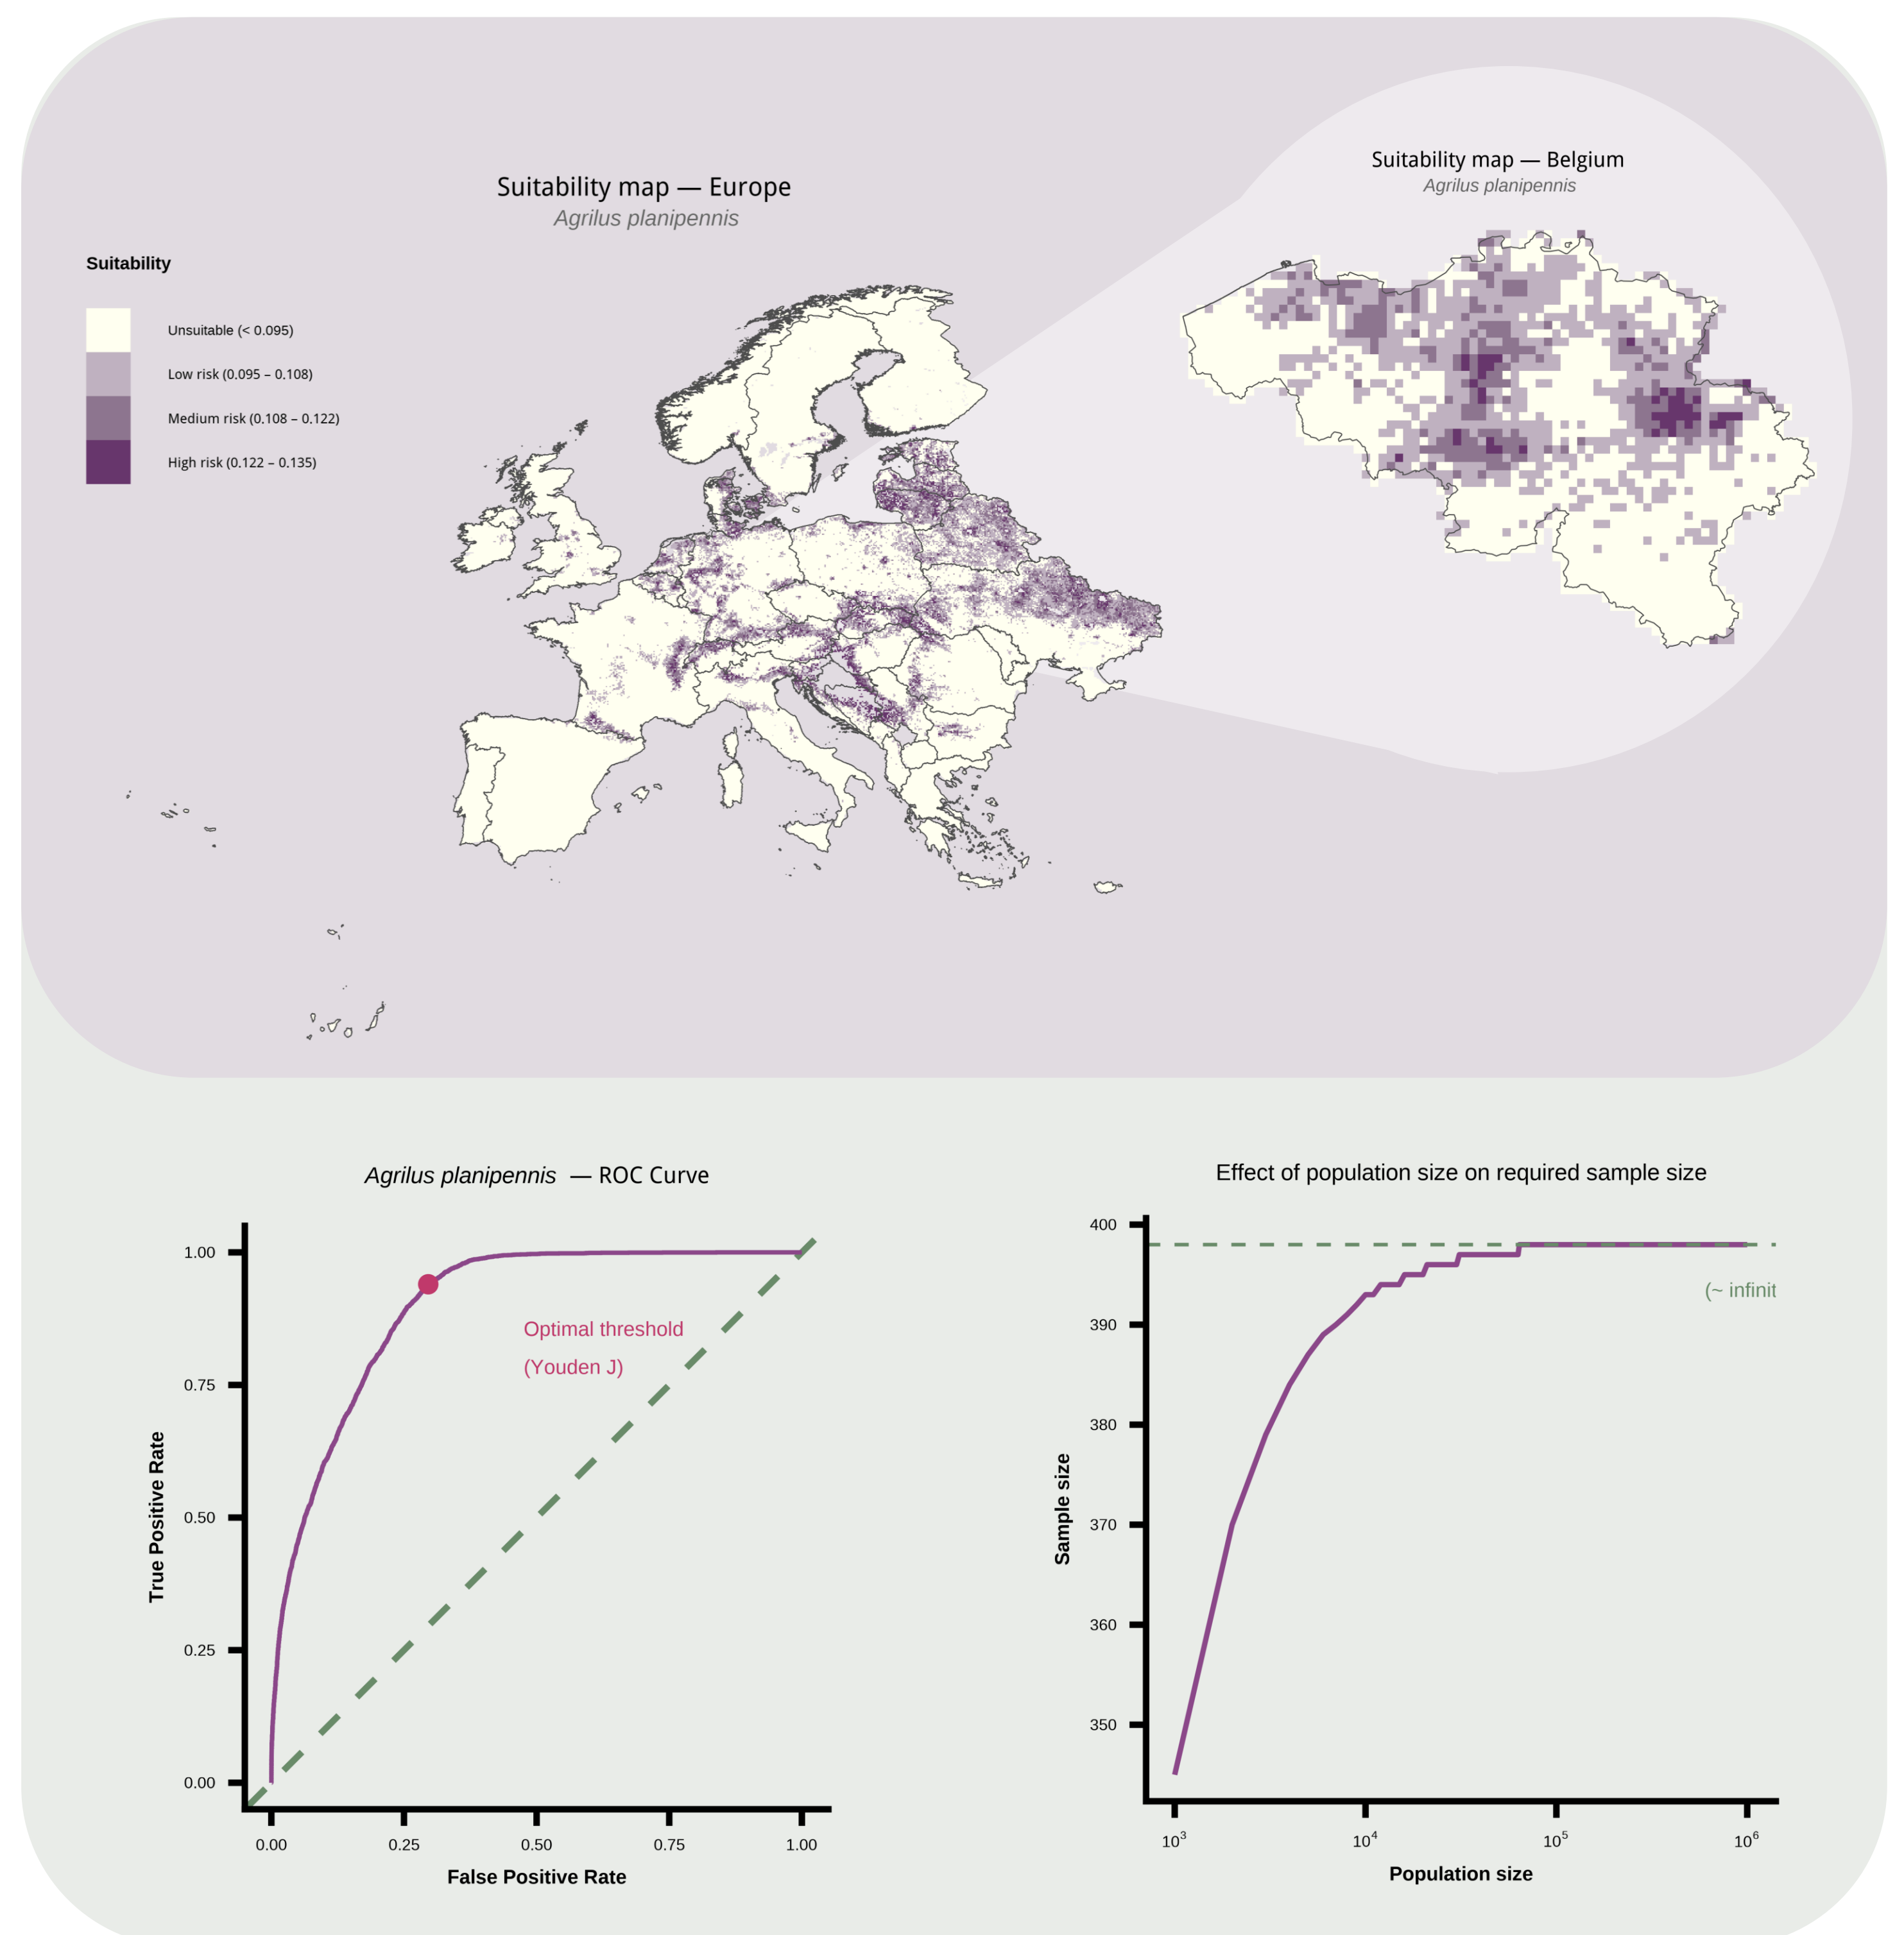 Suitability map — Europe
Agrilus planipennis
Suitability
Unsuitable (< 0.095)
Low risk (0.095 – 0.108)
Medium risk (0.108 – 0.122)
High risk (0.122 – 0.135)
Suitability map — Belgium
Agrilus planipennis
Agrilus planipennis — ROC Curve
1.00
0.75
0.50
0.25
0.00
True Positive Rate
Optimal threshold
(Youden J)
0.00 0.25 0.50 0.75 1.00
False Positive Rate
Effect of population size on required sample size
400
390
380
370
360
350
Sample size
(~ infinit
10³ 10⁴ 10⁵ 10⁶
Population size